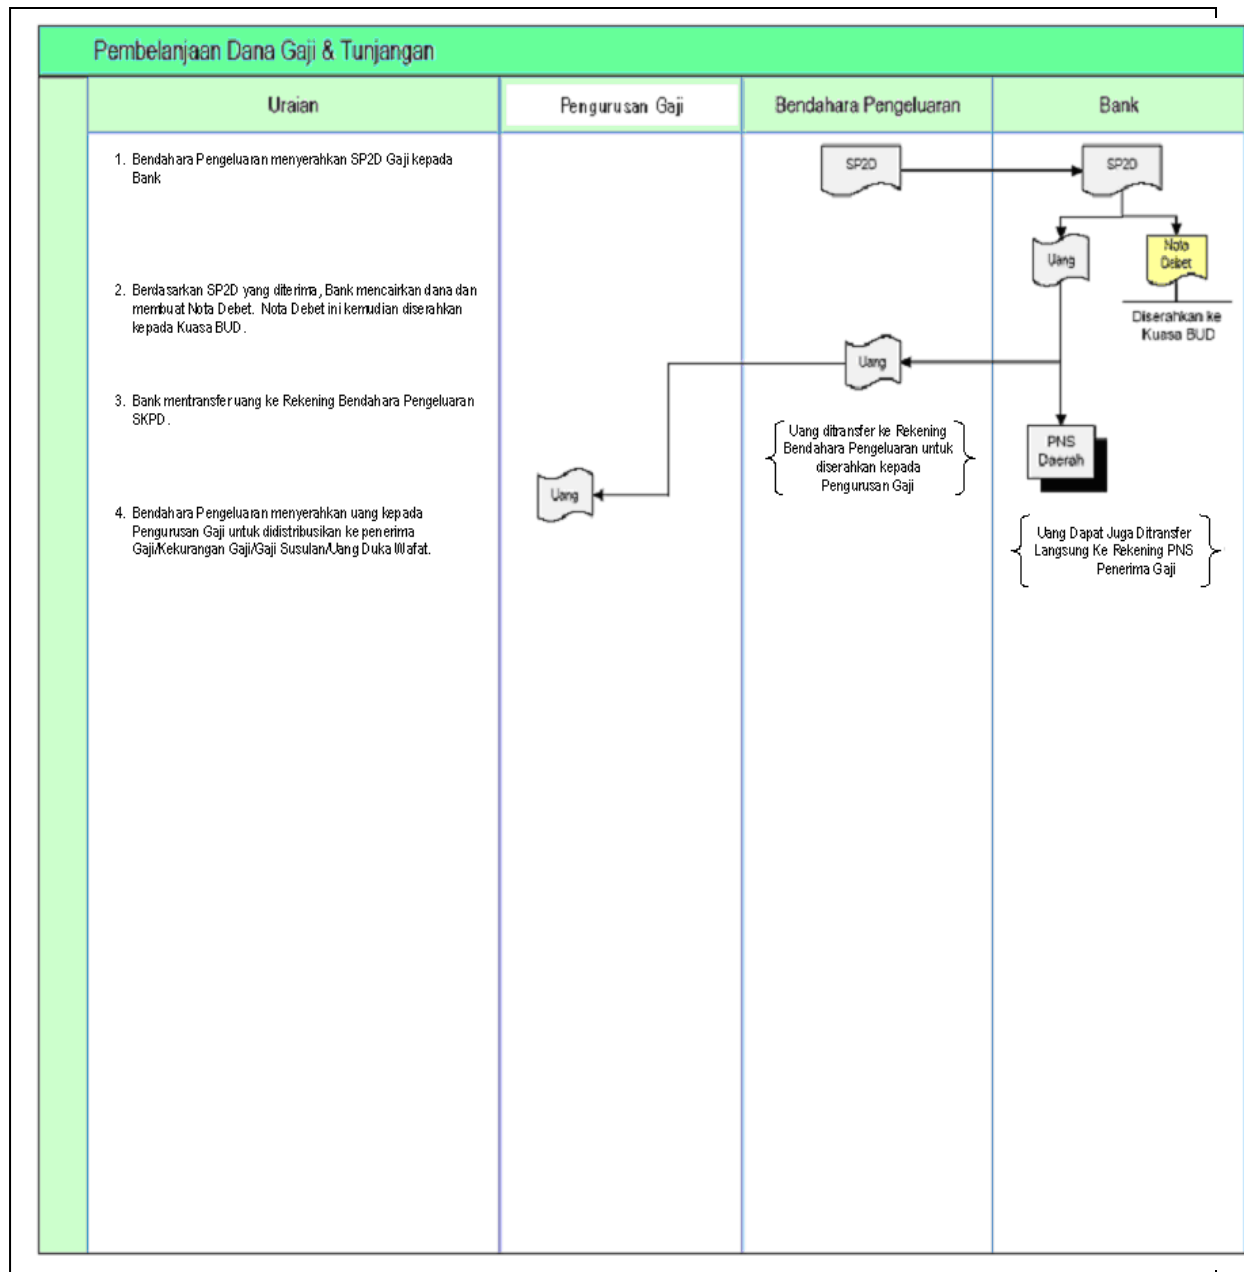 Pembelanjaan Dana Gaji & Tunjangan
Uraian
Pengurusan Gaji
Bendahara Pengeluaran
Bank
1. Bendahara Pengeluaran menyerahkan SP2D Gaji kepada
Bank
2. Berdasarkan SP2D yang diterima, Bank mencairkan dana dan
membuat Nota Debet. Nota Debet ini kemudian diserahkan
kepada Kuasa BUD.
3. Bank mentransfer uang ke Rekening Bendahara Pengeluaran
SKPD.
4. Bendahara Pengeluaran menyerahkan uang kepada
Pengurusan Gaji untuk didistribusikan ke penerima
Gaji/Kekurangan Gaji/Gaji Susulan/Uang Duka Wafat.
Uang
SP2D
Uang
Uang ditransfer ke Rekening
Bendahara Pengeluaran untuk
diserahkan kepada
Pengurusan Gaji
SP2D
Uang
Nota
Debet
Diserahkan ke
Kuasa BUD
PNS
Daerah
Uang Dapat Juga Ditransfer
Langsung Ke Rekening PNS
Penerima Gaji